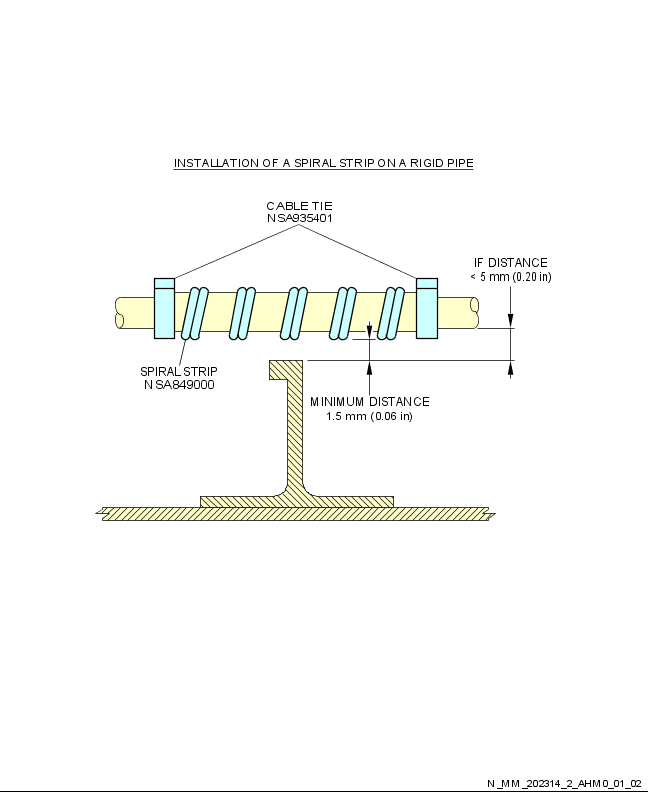 INSTALLATION OF A SPIRAL STRIP ON A RIGID PIPE
CABLE TIE
NSA935401
IF DISTANCE
< 5 mm (0.20 in)
SPIRAL STRIP
NSA849000
MINIMUM DISTANCE
1.5 mm (0.06 in)
N_MM_202314_2_AHM0_01_02